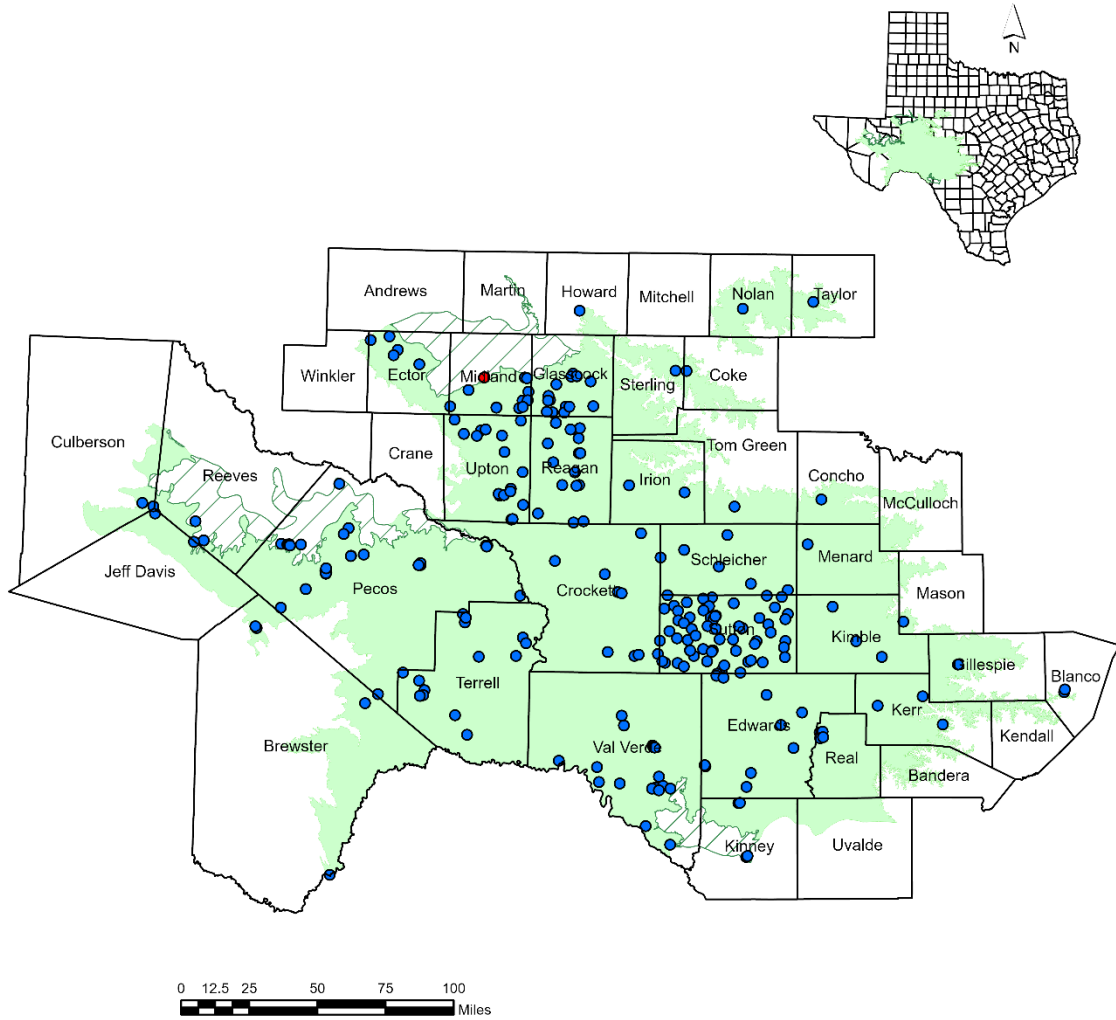 N
Andrews
Martin
Howard
Mitchell
Nolan
Taylor
Winkler
Ector
Midland
Glasscock
Sterling
Coke
Culberson
Reeves
Crane
Upton
Reagan
Irion
Tom Green
Concho
McCulloch
Jeff Davis
Pecos
Crockett
Schleicher
Menard
Mason
Sutton
Kimble
Gillespie
Blanco
Terrell
Brewster
Val Verde
Edwards
Real
Kerr
Kendall
Bandera
Kinney
Uvalde
0 12.5 25 50 75 100
Miles